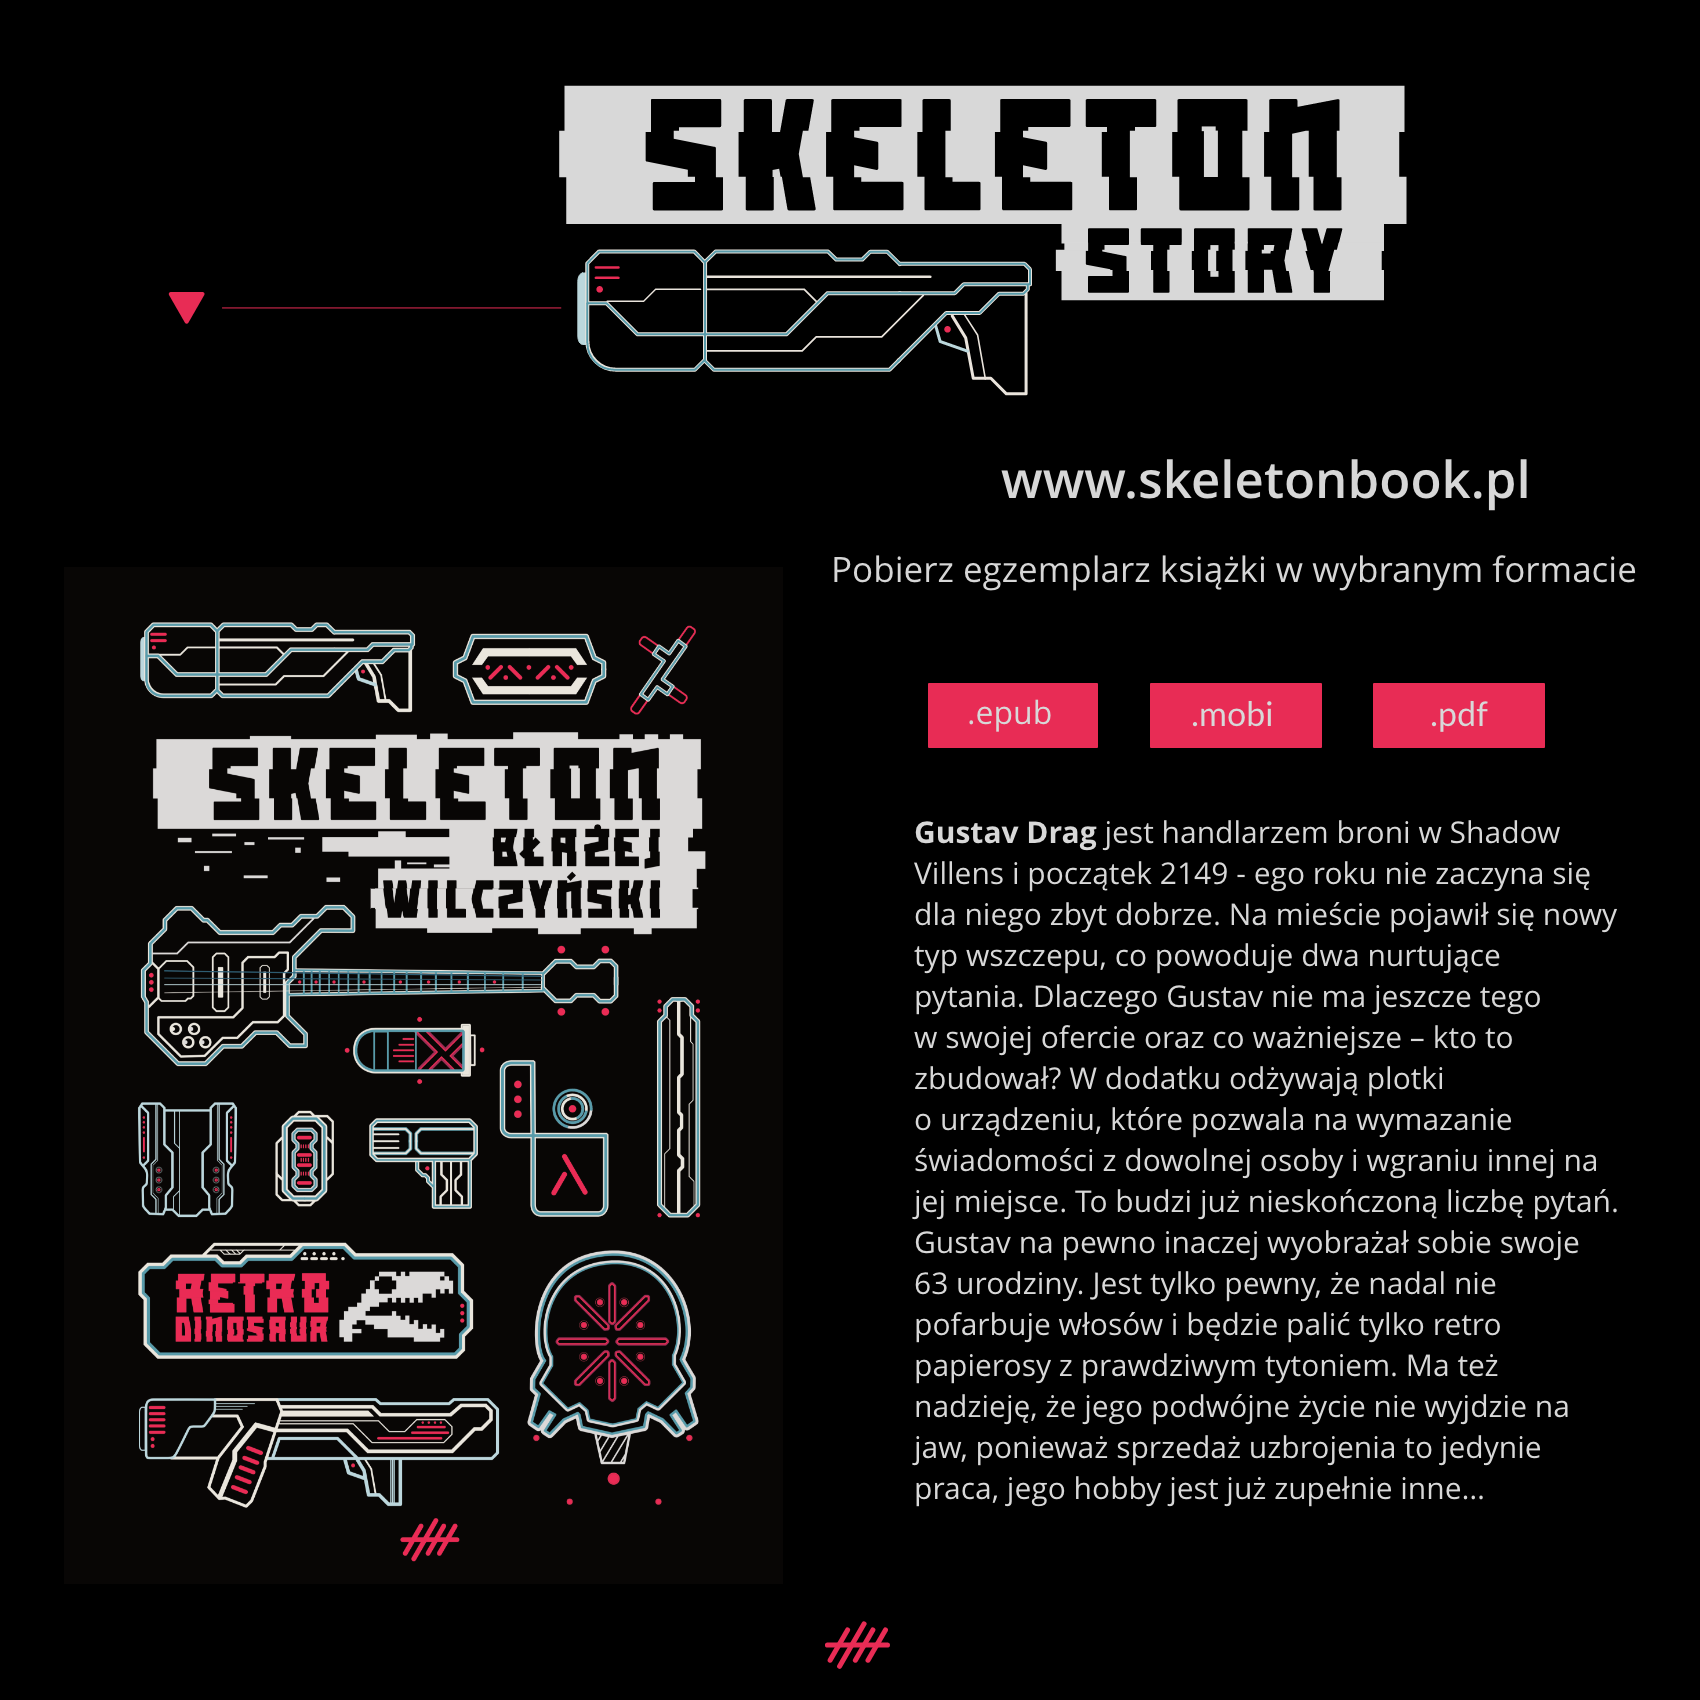 SKELETON
STORY
www.skeletonbook.pl
Pobierz egzemplarz książki w wybranym formacie
.epub .mobi .pdf
SKELETON
BŁAŻEJ
WILCZYŃSKI
RETRO
DINOSAUR
Gustav Drag jest handlarzem broni w Shadow
Villens i początek 2149 - ego roku nie zaczyna się
dla niego zbyt dobrze. Na mieście pojawił się nowy
typ wszczepu, co powoduje dwa nurtujące
pytania. Dlaczego Gustav nie ma jeszcze tego
w swojej ofercie oraz co ważniejsze – kto to
zbudował? W dodatku odżywają plotki
o urządzeniu, które pozwala na wymazanie
świadomości z dowolnej osoby i wgraniu innej na
jej miejsce. To budzi już nieskończoną liczbę pytań.
Gustav na pewno inaczej wyobrażał sobie swoje
63 urodziny. Jest tylko pewny, że nadal nie
pofarbuje włosów i będzie palić tylko retro
papierosy z prawdziwym tytoniem. Ma też
nadzieję, że jego podwójne życie nie wyjdzie na
jaw, ponieważ sprzedaż uzbrojenia to jedynie
praca, jego hobby jest już zupełnie inne...